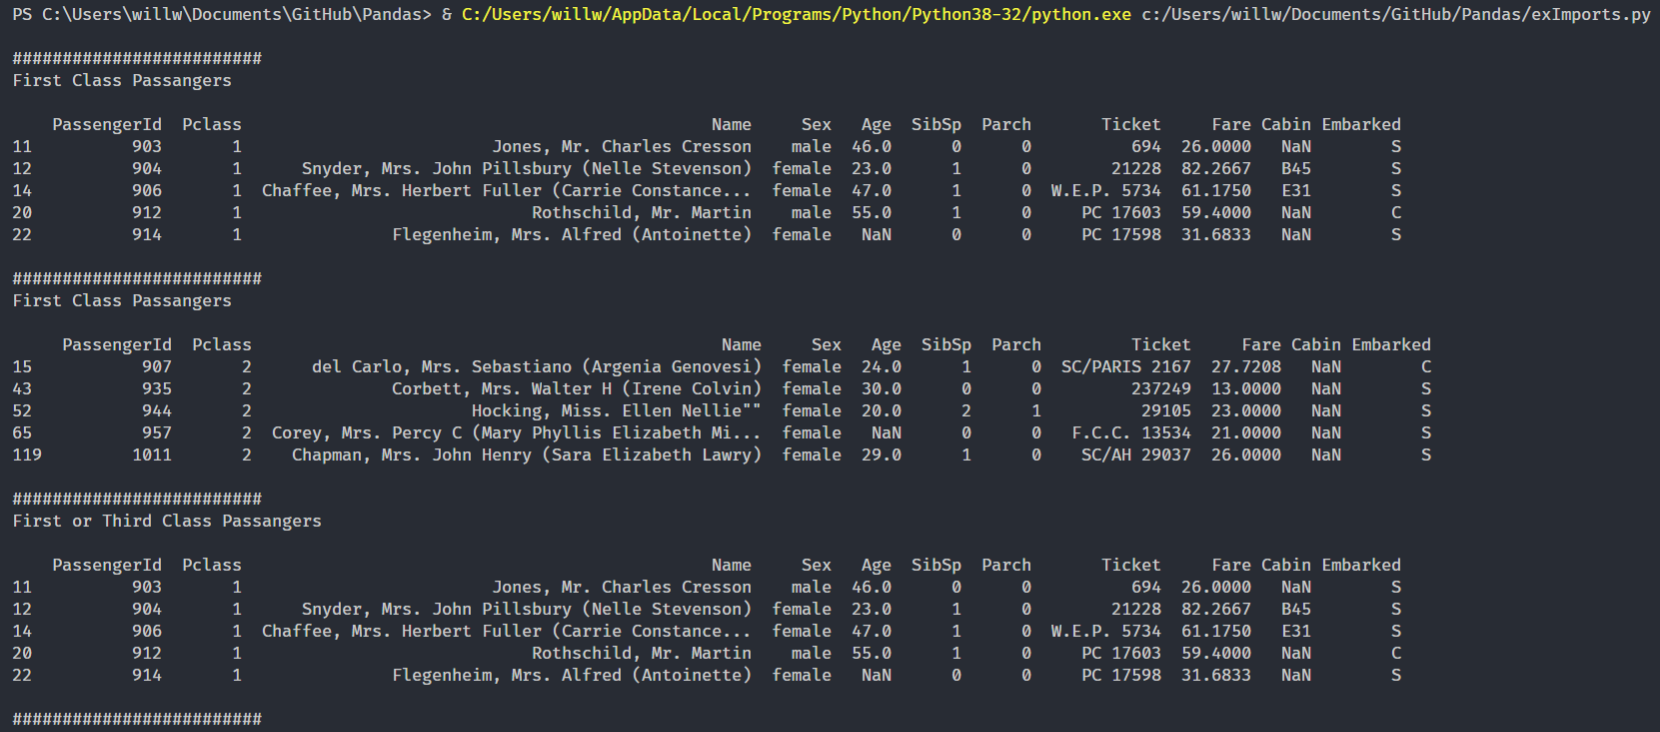 PS C:\Users\willw\Documents\GitHub\Pandas> & C:/Users/willw/AppData/Local/Programs/Python/Python38-32/python.exe c:/Users/willw/Documents/GitHub/Pandas/exImports.py
#########################
First Class Passangers
PassengerId Pclass Name Sex Age SibSp Parch Ticket Fare Cabin Embarked
11 903 1 Jones, Mr. Charles Cresson male 46.0 0 0 694 26.0000 NaN S
12 904 1 Snyder, Mrs. John Pillsbury (Nelle Stevenson) female 23.0 1 0 21228 82.2667 B45 S
14 906 1 Chaffee, Mrs. Herbert Fuller (Carrie Constance... female 47.0 1 0 W.E.P. 5734 61.1750 E31 S
20 912 1 Rothschild, Mr. Martin male 55.0 1 0 PC 17603 59.4000 NaN C
22 914 1 Flegenheim, Mrs. Alfred (Antoinette) female NaN 0 0 PC 17598 31.6833 NaN S
#########################
First Class Passangers
PassengerId Pclass Name Sex Age SibSp Parch Ticket Fare Cabin Embarked
15 907 2 del Carlo, Mrs. Sebastiano (Argenia Genovesi) female 24.0 1 0 SC/PARIS 2167 27.7208 NaN C
43 935 2 Corbett, Mrs. Walter H (Irene Colvin) female 30.0 0 0 237249 13.0000 NaN S
52 944 2 Hocking, Miss. Ellen Nellie"" female 20.0 2 1 29105 23.0000 NaN S
65 957 2 Corey, Mrs. Percy C (Mary Phyllis Elizabeth Mi... female NaN 0 0 F.C.C. 13534 21.0000 NaN S
119 1011 2 Chapman, Mrs. John Henry (Sara Elizabeth Lawry) female 29.0 1 0 SC/AH 29037 26.0000 NaN S
#########################
First or Third Class Passangers
PassengerId Pclass Name Sex Age SibSp Parch Ticket Fare Cabin Embarked
11 903 1 Jones, Mr. Charles Cresson male 46.0 0 0 694 26.0000 NaN S
12 904 1 Snyder, Mrs. John Pillsbury (Nelle Stevenson) female 23.0 1 0 21228 82.2667 B45 S
14 906 1 Chaffee, Mrs. Herbert Fuller (Carrie Constance... female 47.0 1 0 W.E.P. 5734 61.1750 E31 S
20 912 1 Rothschild, Mr. Martin male 55.0 1 0 PC 17603 59.4000 NaN C
22 914 1 Flegenheim, Mrs. Alfred (Antoinette) female NaN 0 0 PC 17598 31.6833 NaN S
#########################